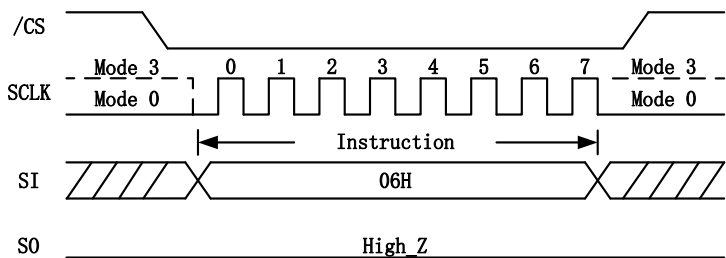 /CS
Mode 3 0 1 2 3 4 5 6 7 Mode 3
SCLK
Mode 0 Mode 0
Instruction
SI 06H
SO High_Z